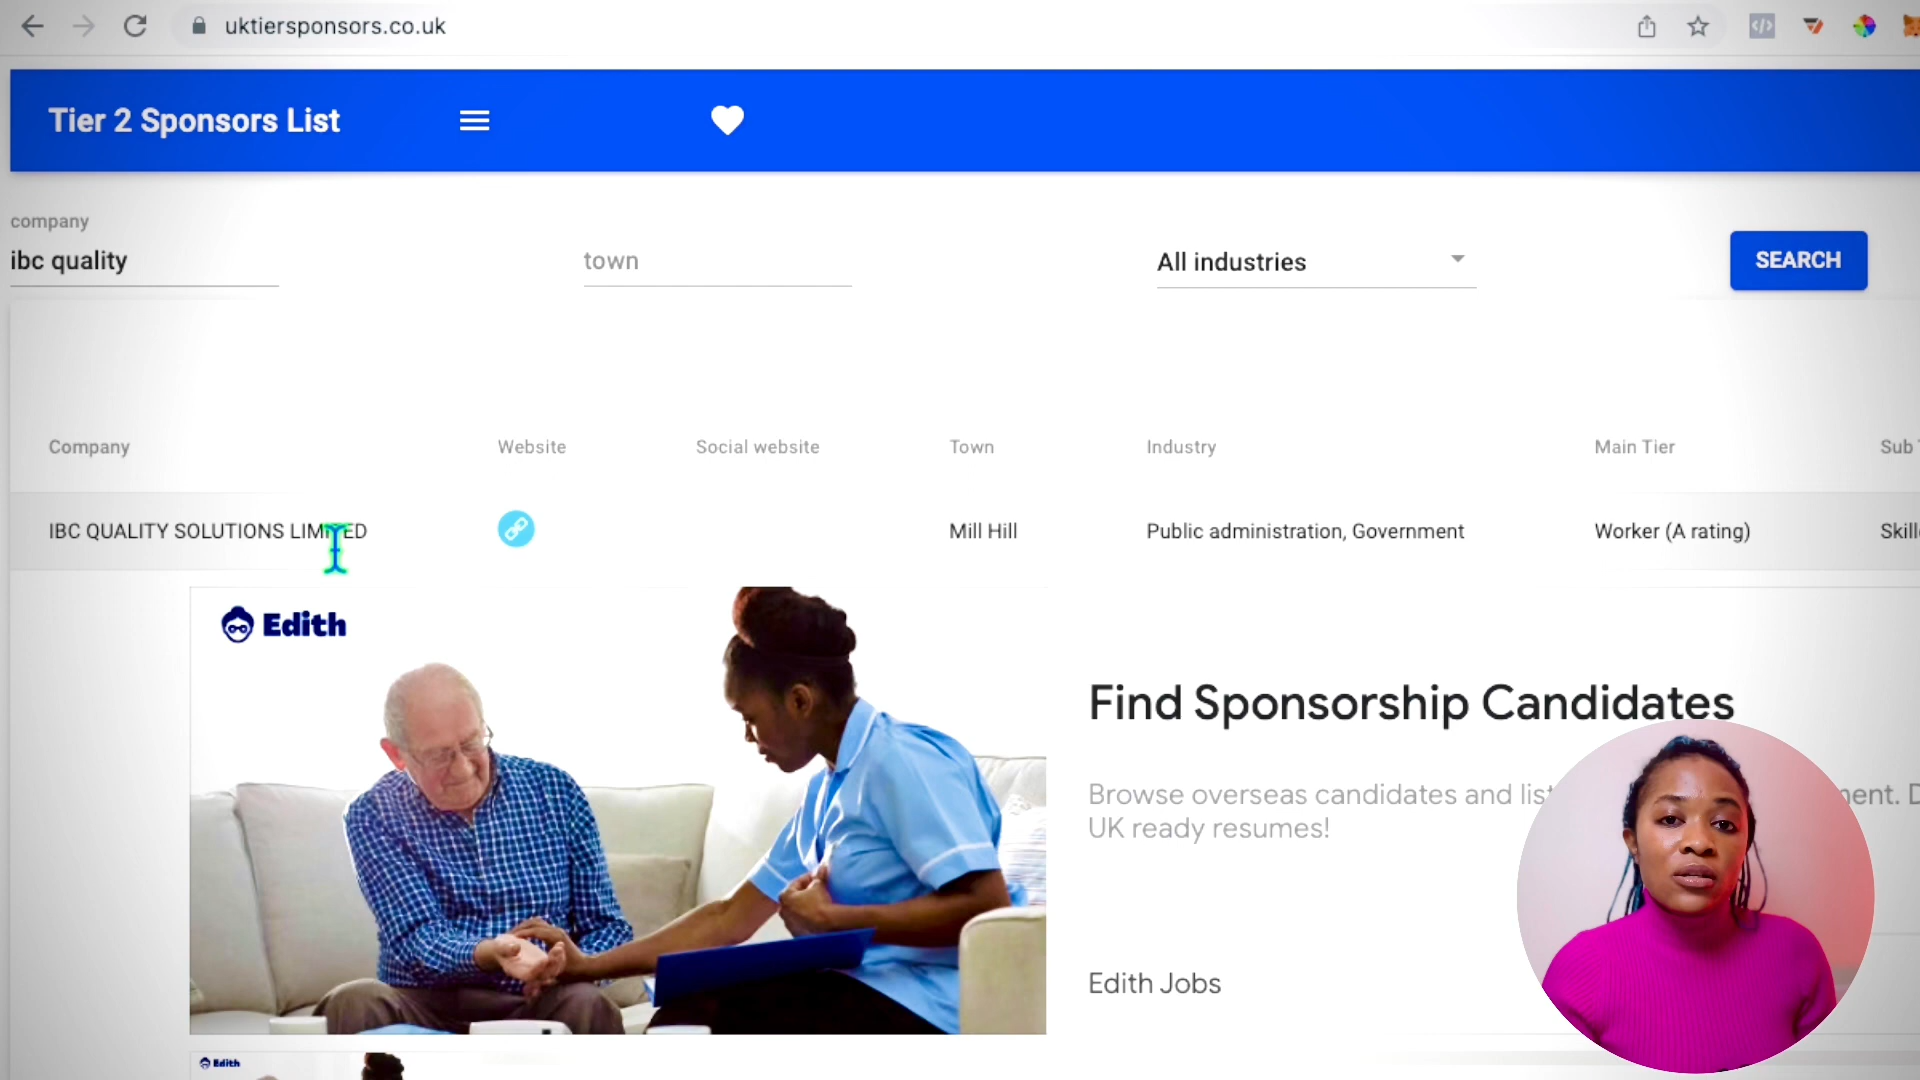 uktiersponsors.co.uk
Tier 2 Sponsors List
company
ibc quality
town
All industries
SEARCH
Company
Website
Social website
Town
Industry
Main Tier
Sub
IBC QUALITY SOLUTIONS LIMITED
Mill Hill
Public administration, Government
Worker (A rating)
Skill
Edith
Find Sponsorship Candidates
Browse overseas candidates and list
ent. D
UK ready resumes!
Edith Jobs
Edith